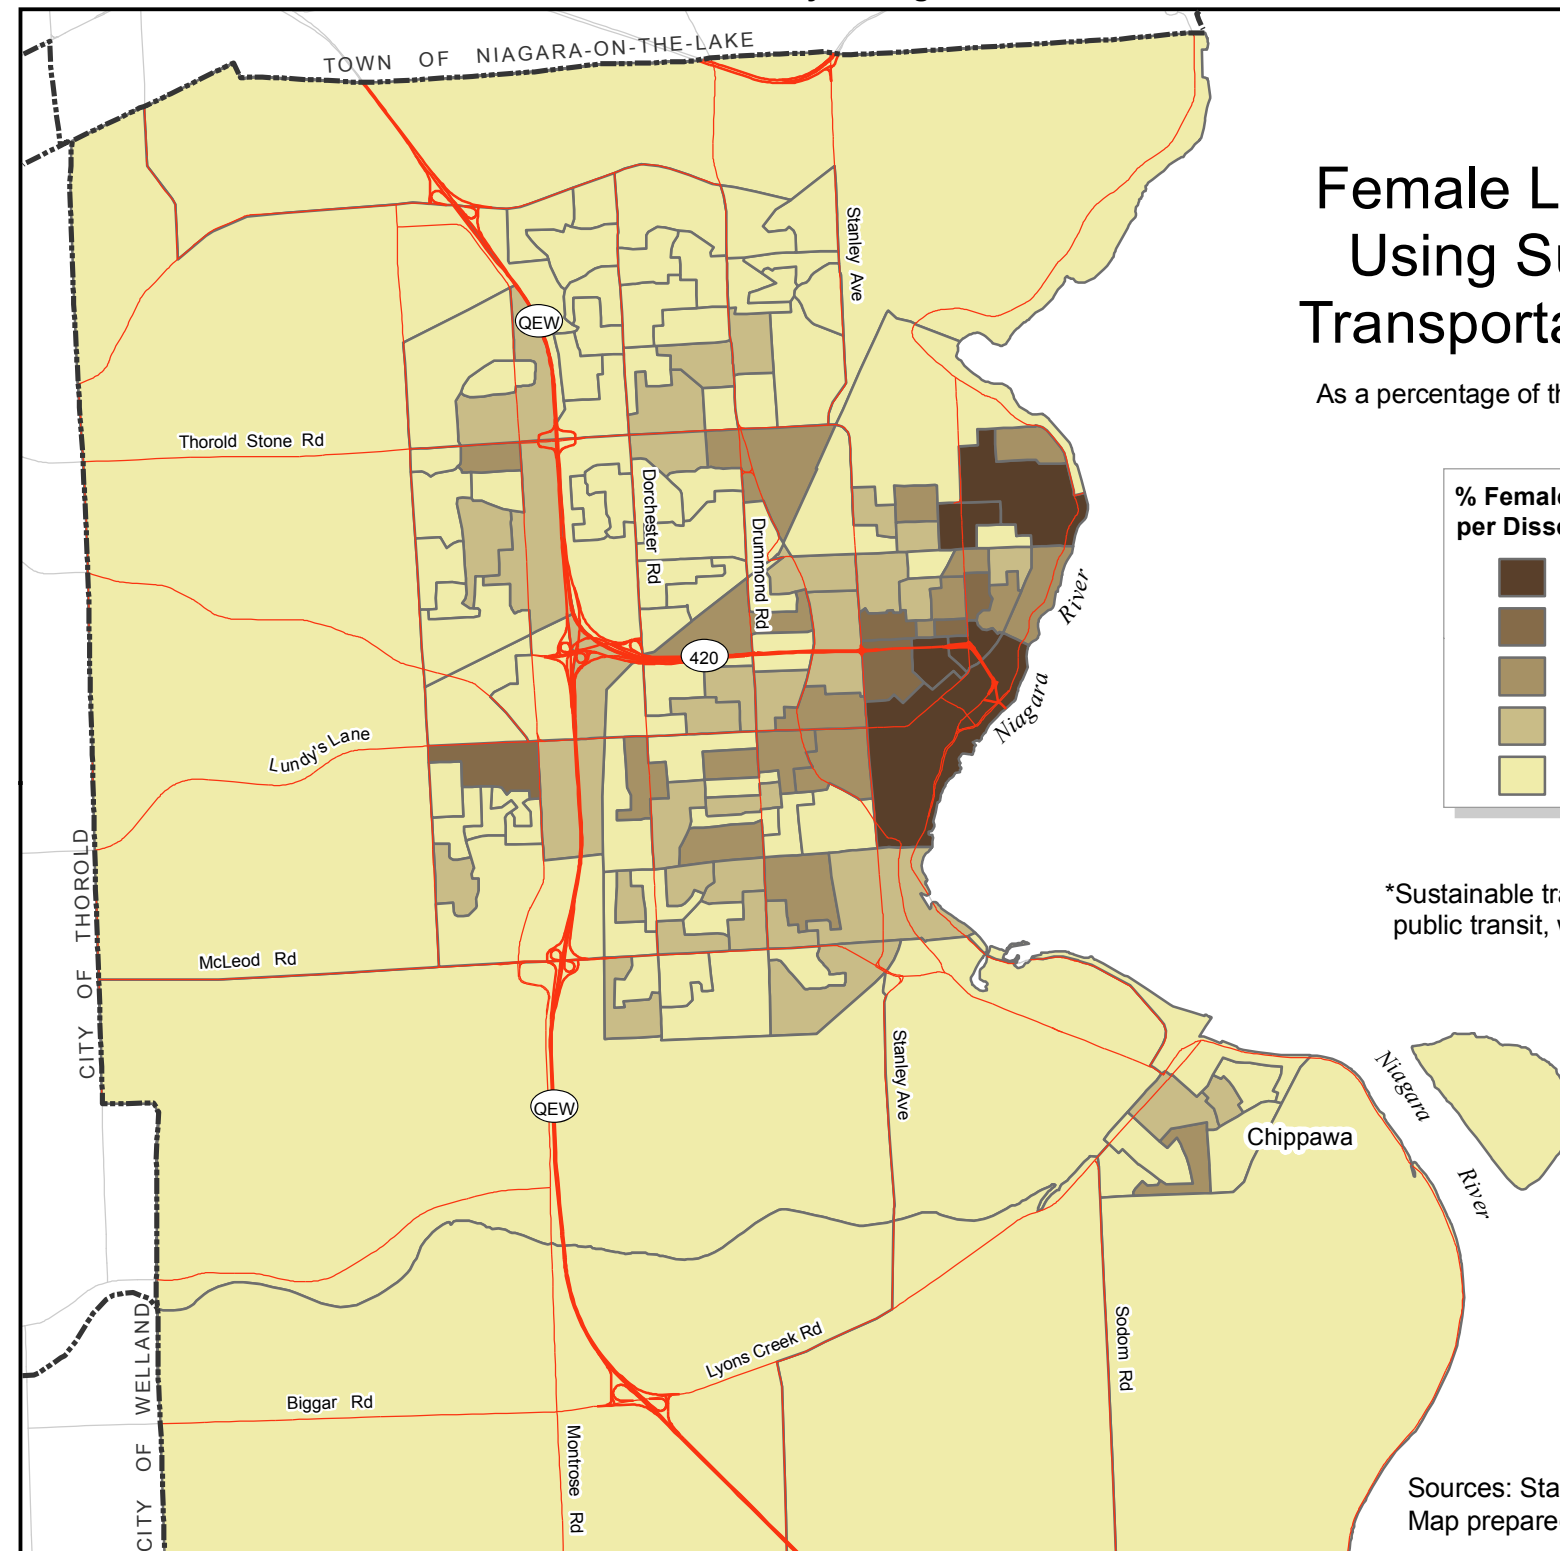 TOWN OF NIAGARA-ON-THE-LAKE
Female L
Using Su
Transporta
As a percentage of th
% Female
per Disse
*Sustainable tra
public transit, w
Stanley Ave
QEW
Thorold Stone Rd
Dorchester Rd
Drummond Rd
420
Niagara River
Lundy's Lane
CITY OF THOROLD
McLeod Rd
Stanley Ave
QEW
Niagara River
Chippawa
Lyons Creek Rd
Sodom Rd
Biggar Rd
Montrose Rd
CITY OF WELLAND
Sources: Sta
Map prepared